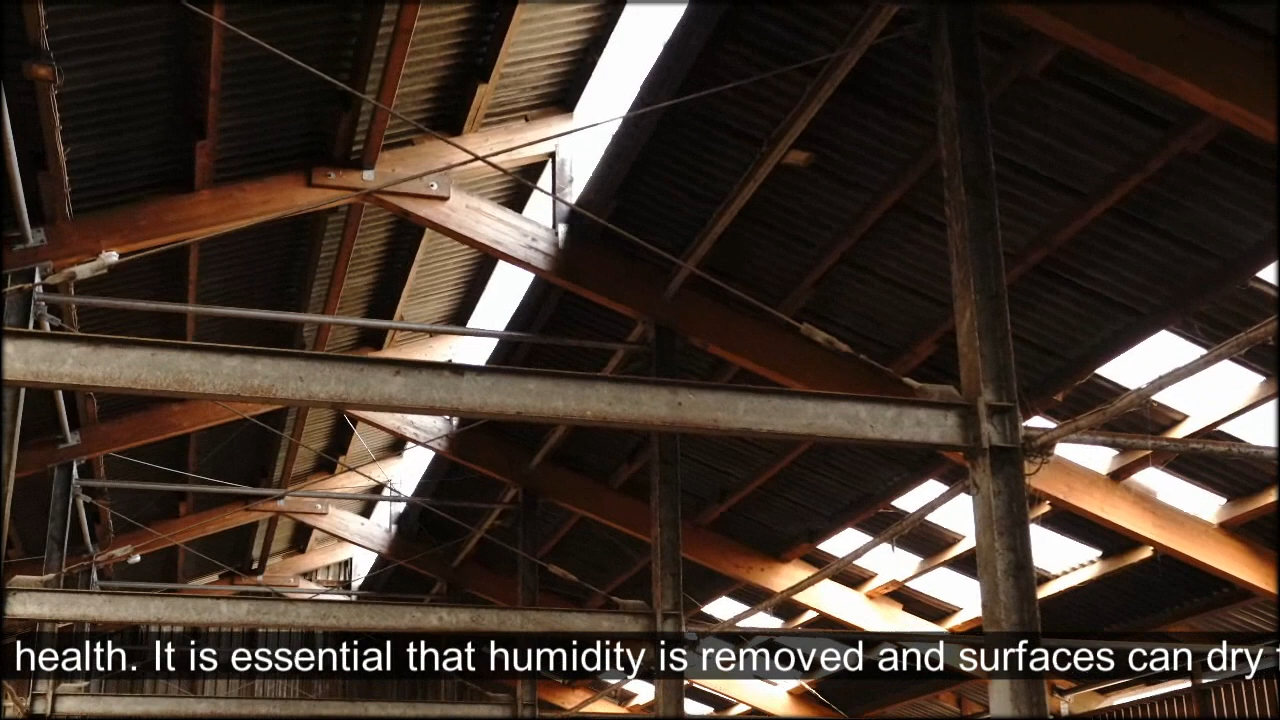 health. It is essential that humidity is removed and surfaces can dry